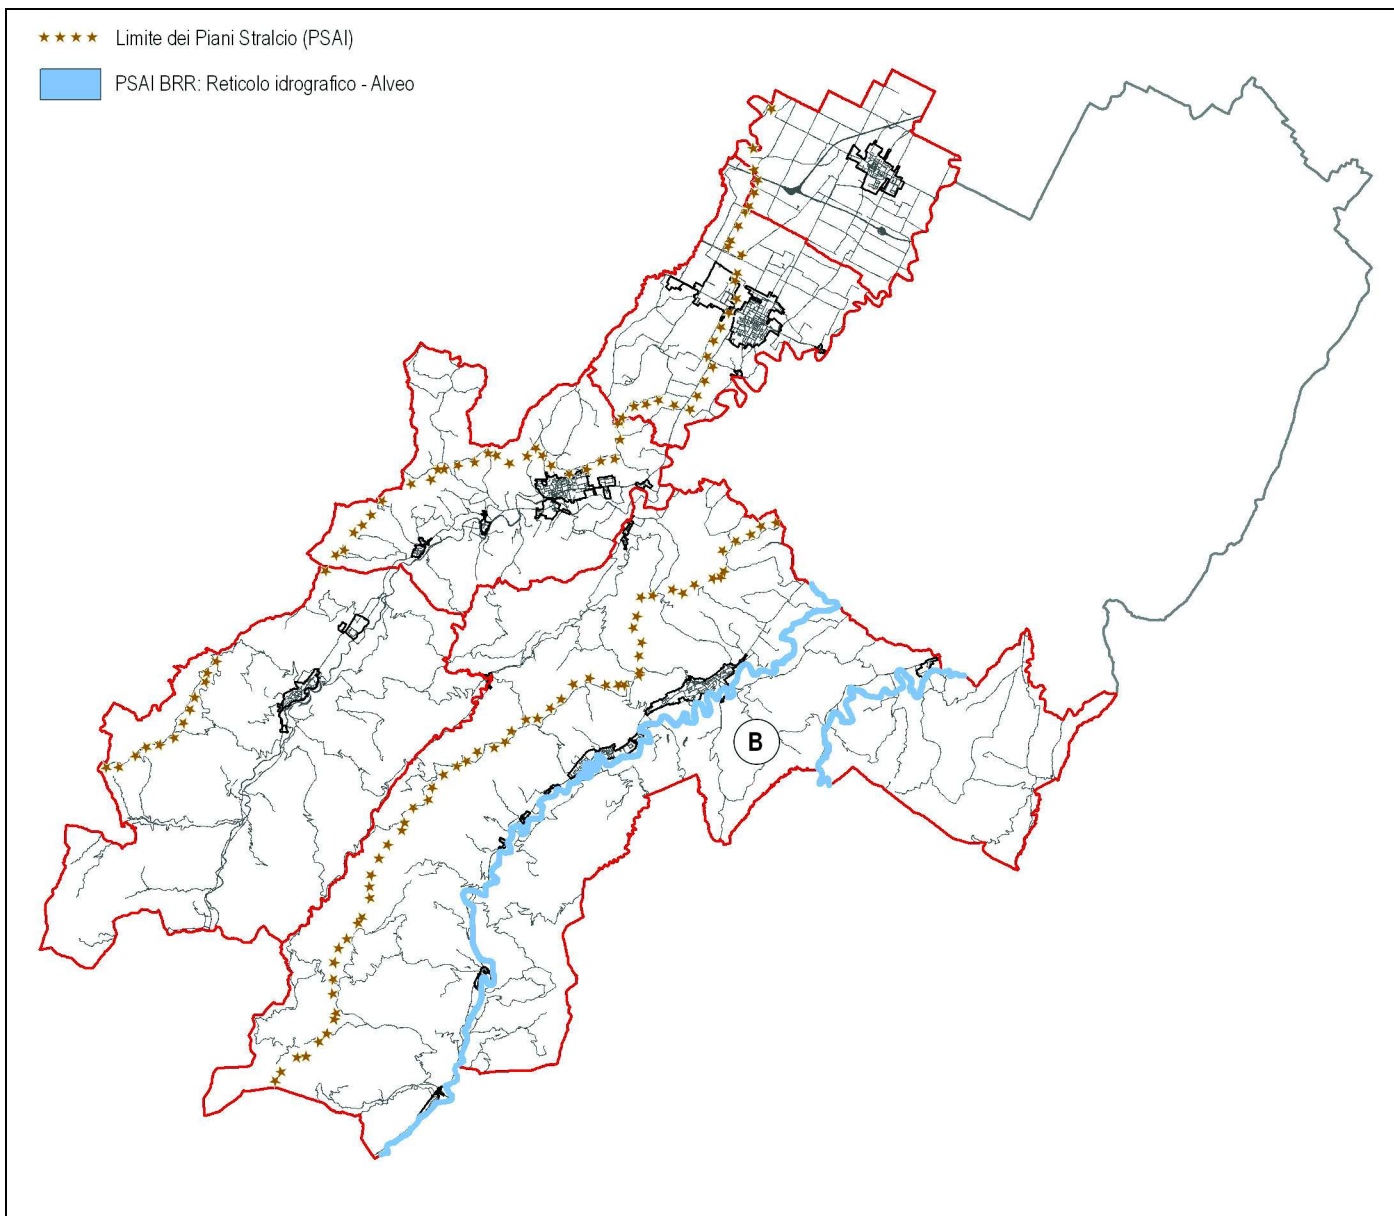 Limite dei Piani Stralcio (PSAI)
PSAI BRR: Reticolo idrografico - Alveo
B